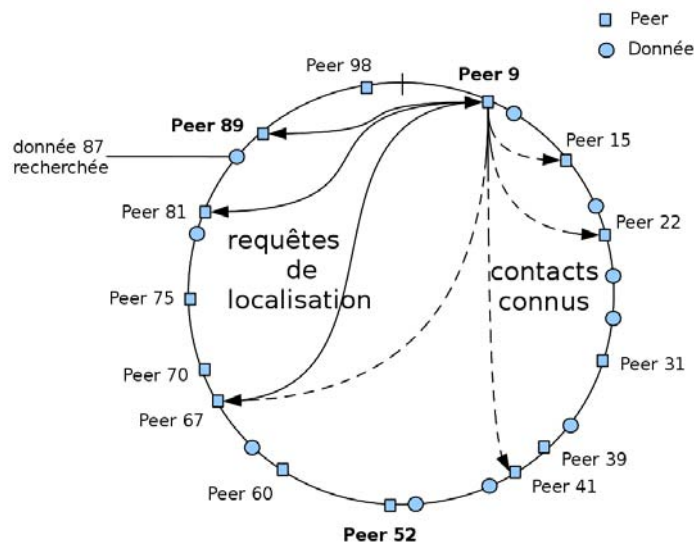 Peer
Donnée
Peer 98
Peer 9
Peer 89
donnée 87
recherchée
Peer 15
Peer 81
Peer 22
requêtes
de
localisation
contacts
connus
Peer 75
Peer 31
Peer 70
Peer 67
Peer 39
Peer 41
Peer 60
Peer 52